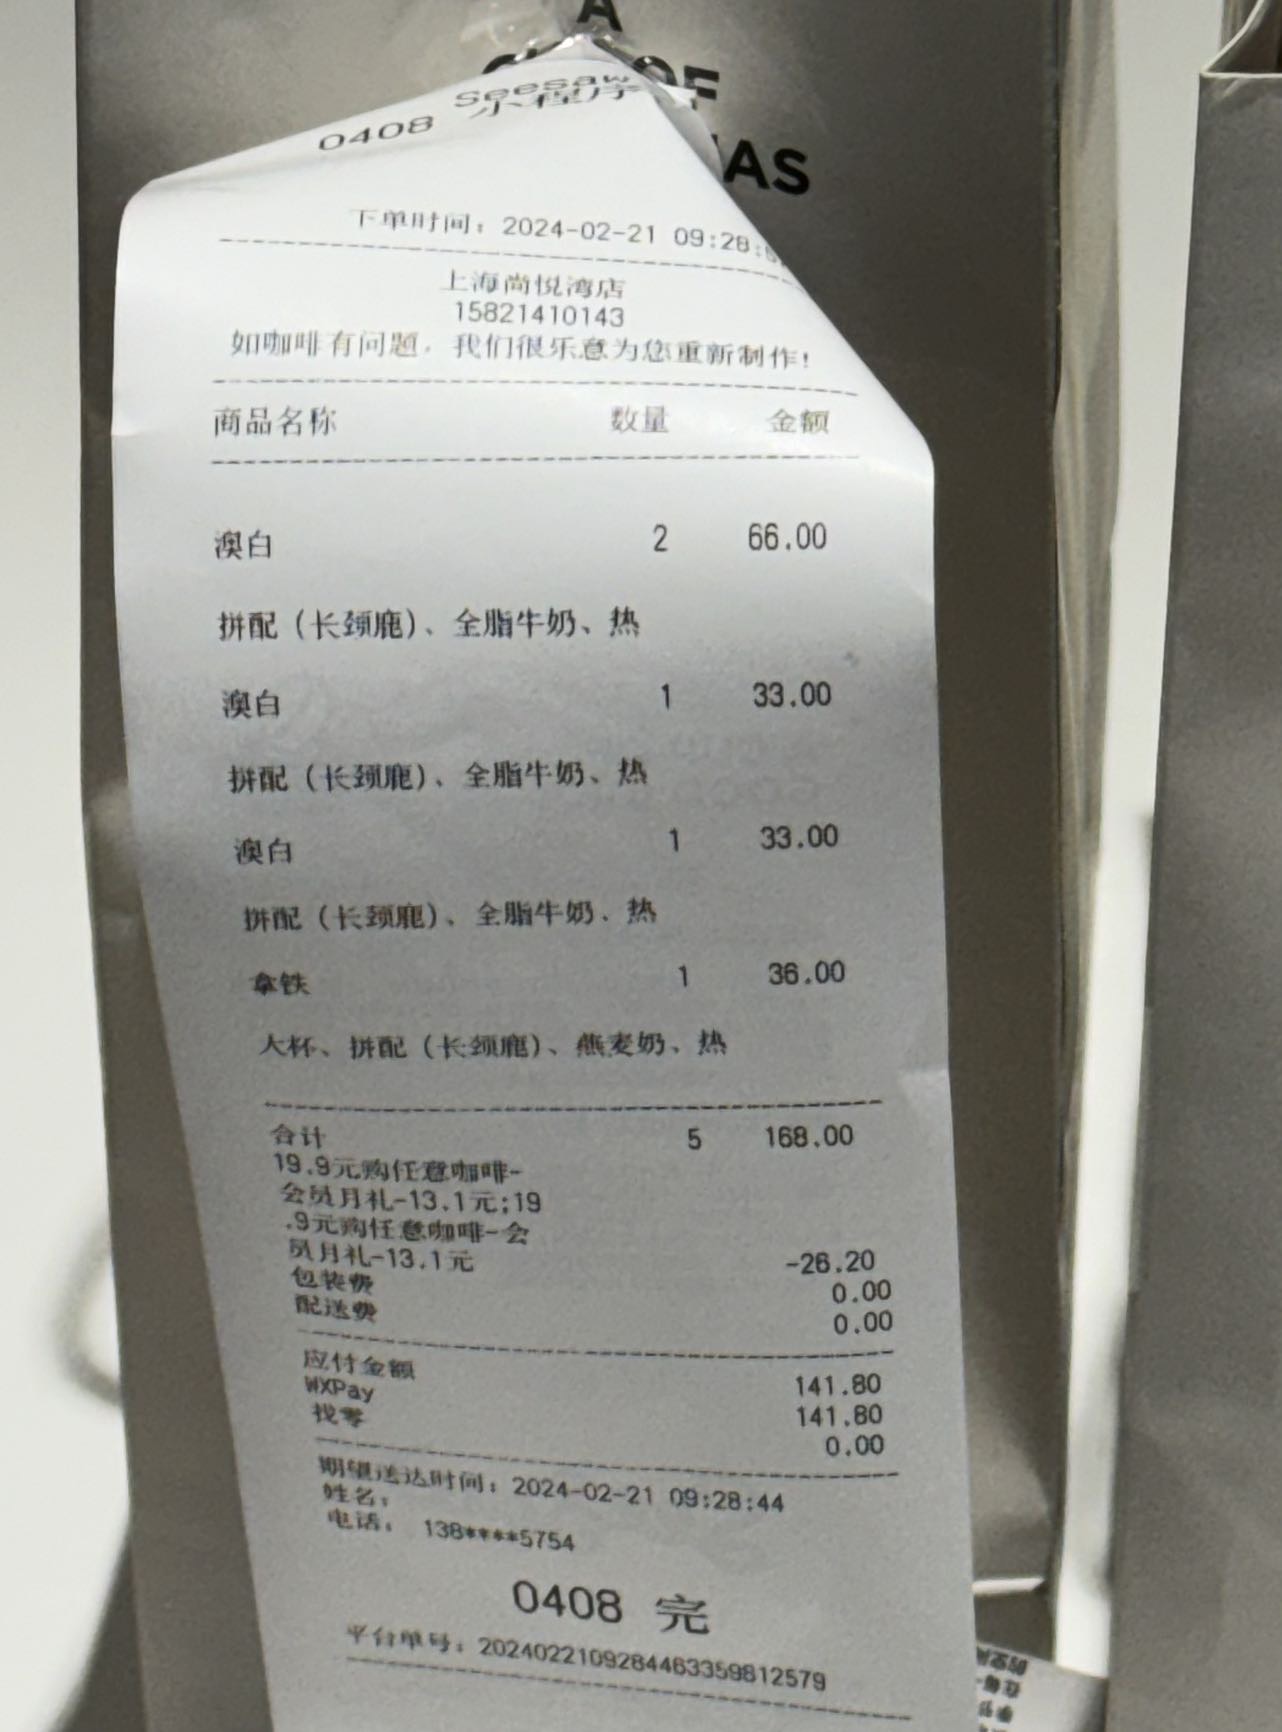 A
OF
AS
Seesaw
0408 小程序
下单时间：2024-02-21 09:28:
上海尚悦湾店
15821410143
如咖啡有问题，我们很乐意为您重新制作！
商品名称 数量 金额
澳白 2 66.00
拼配（长颈鹿）、全脂牛奶、热
澳白 1 33.00
拼配（长颈鹿）、全脂牛奶、热
澳白 1 33.00
拼配（长颈鹿）、全脂牛奶、热
拿铁 1 36.00
大杯、拼配（长颈鹿）、燕麦奶、热
合计 5 168.00
19.9元购任意咖啡-
会员月礼-13.1元;19
.9元购任意咖啡-会
员月礼-13.1元 -26.20
包装费 0.00
配送费 0.00
应付金额 141.80
WXPay 141.80
找零 0.00
期望送达时间：2024-02-21 09:28:44
姓名：
电话： 138****5754
0408 完
平台单号：2024022109284463359812579